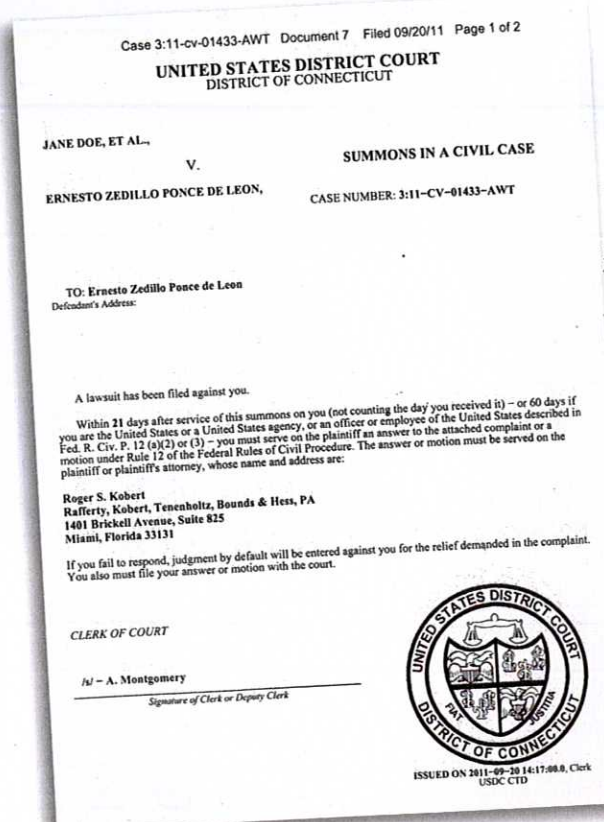 Case 3:11-cv-01433-AWT Document 7 Filed 09/20/11 Page 1 of 2
UNITED STATES DISTRICT COURT
DISTRICT OF CONNECTICUT
JANE DOE, ET AL.,
V.
ERNESTO ZEDILLO PONCE DE LEON,
SUMMONS IN A CIVIL CASE
CASE NUMBER: 3:11-CV-01433-AWT
TO: Ernesto Zedillo Ponce de Leon
Defendant's Address:
A lawsuit has been filed against you.
Within 21 days after service of this summons on you (not counting the day you received it) – or 60 days if
you are the United States or a United States agency, or an officer or employee of the United States described in
Fed. R. Civ. P. 12 (a)(2) or (3) – you must serve on the plaintiff an answer to the attached complaint or a
motion under Rule 12 of the Federal Rules of Civil Procedure. The answer or motion must be served on the
plaintiff or plaintiff's attorney, whose name and address are:
Roger S. Kobert
Rafferty, Kobert, Tenenholtz, Bounds & Hess, PA
1401 Brickell Avenue, Suite 825
Miami, Florida 33131
If you fail to respond, judgment by default will be entered against you for the relief demanded in the complaint.
You also must file your answer or motion with the court.
CLERK OF COURT
/s/ – A. Montgomery
Signature of Clerk or Deputy Clerk
UNITED STATES DISTRICT COURT
FIAT JUSTITIA
DISTRICT OF CONNECTICUT
ISSUED ON 2011-09-20 14:17:00.0, Clerk
USDC CTD